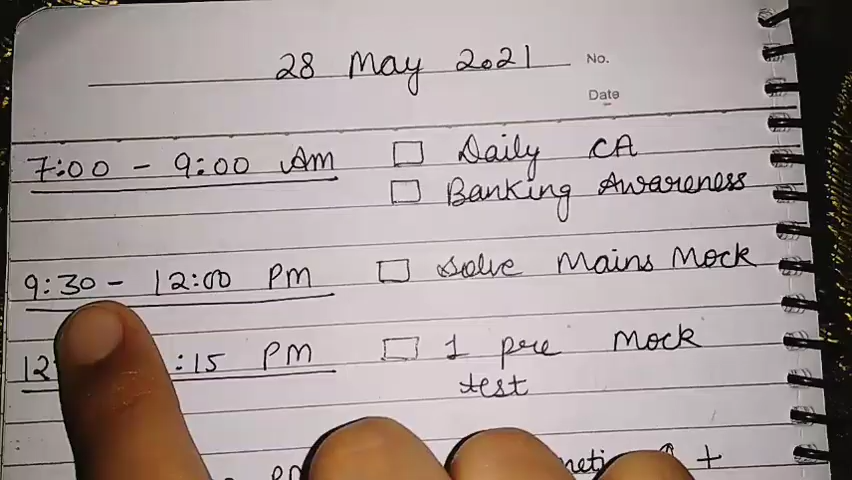 28 May 2021 No.
Date
7:00 - 9:00 AM Daily CA
Banking Awareness
9:30 - 12:00 PM Solve Mains Mock
12 :15 PM 1 pre Mock
test
+